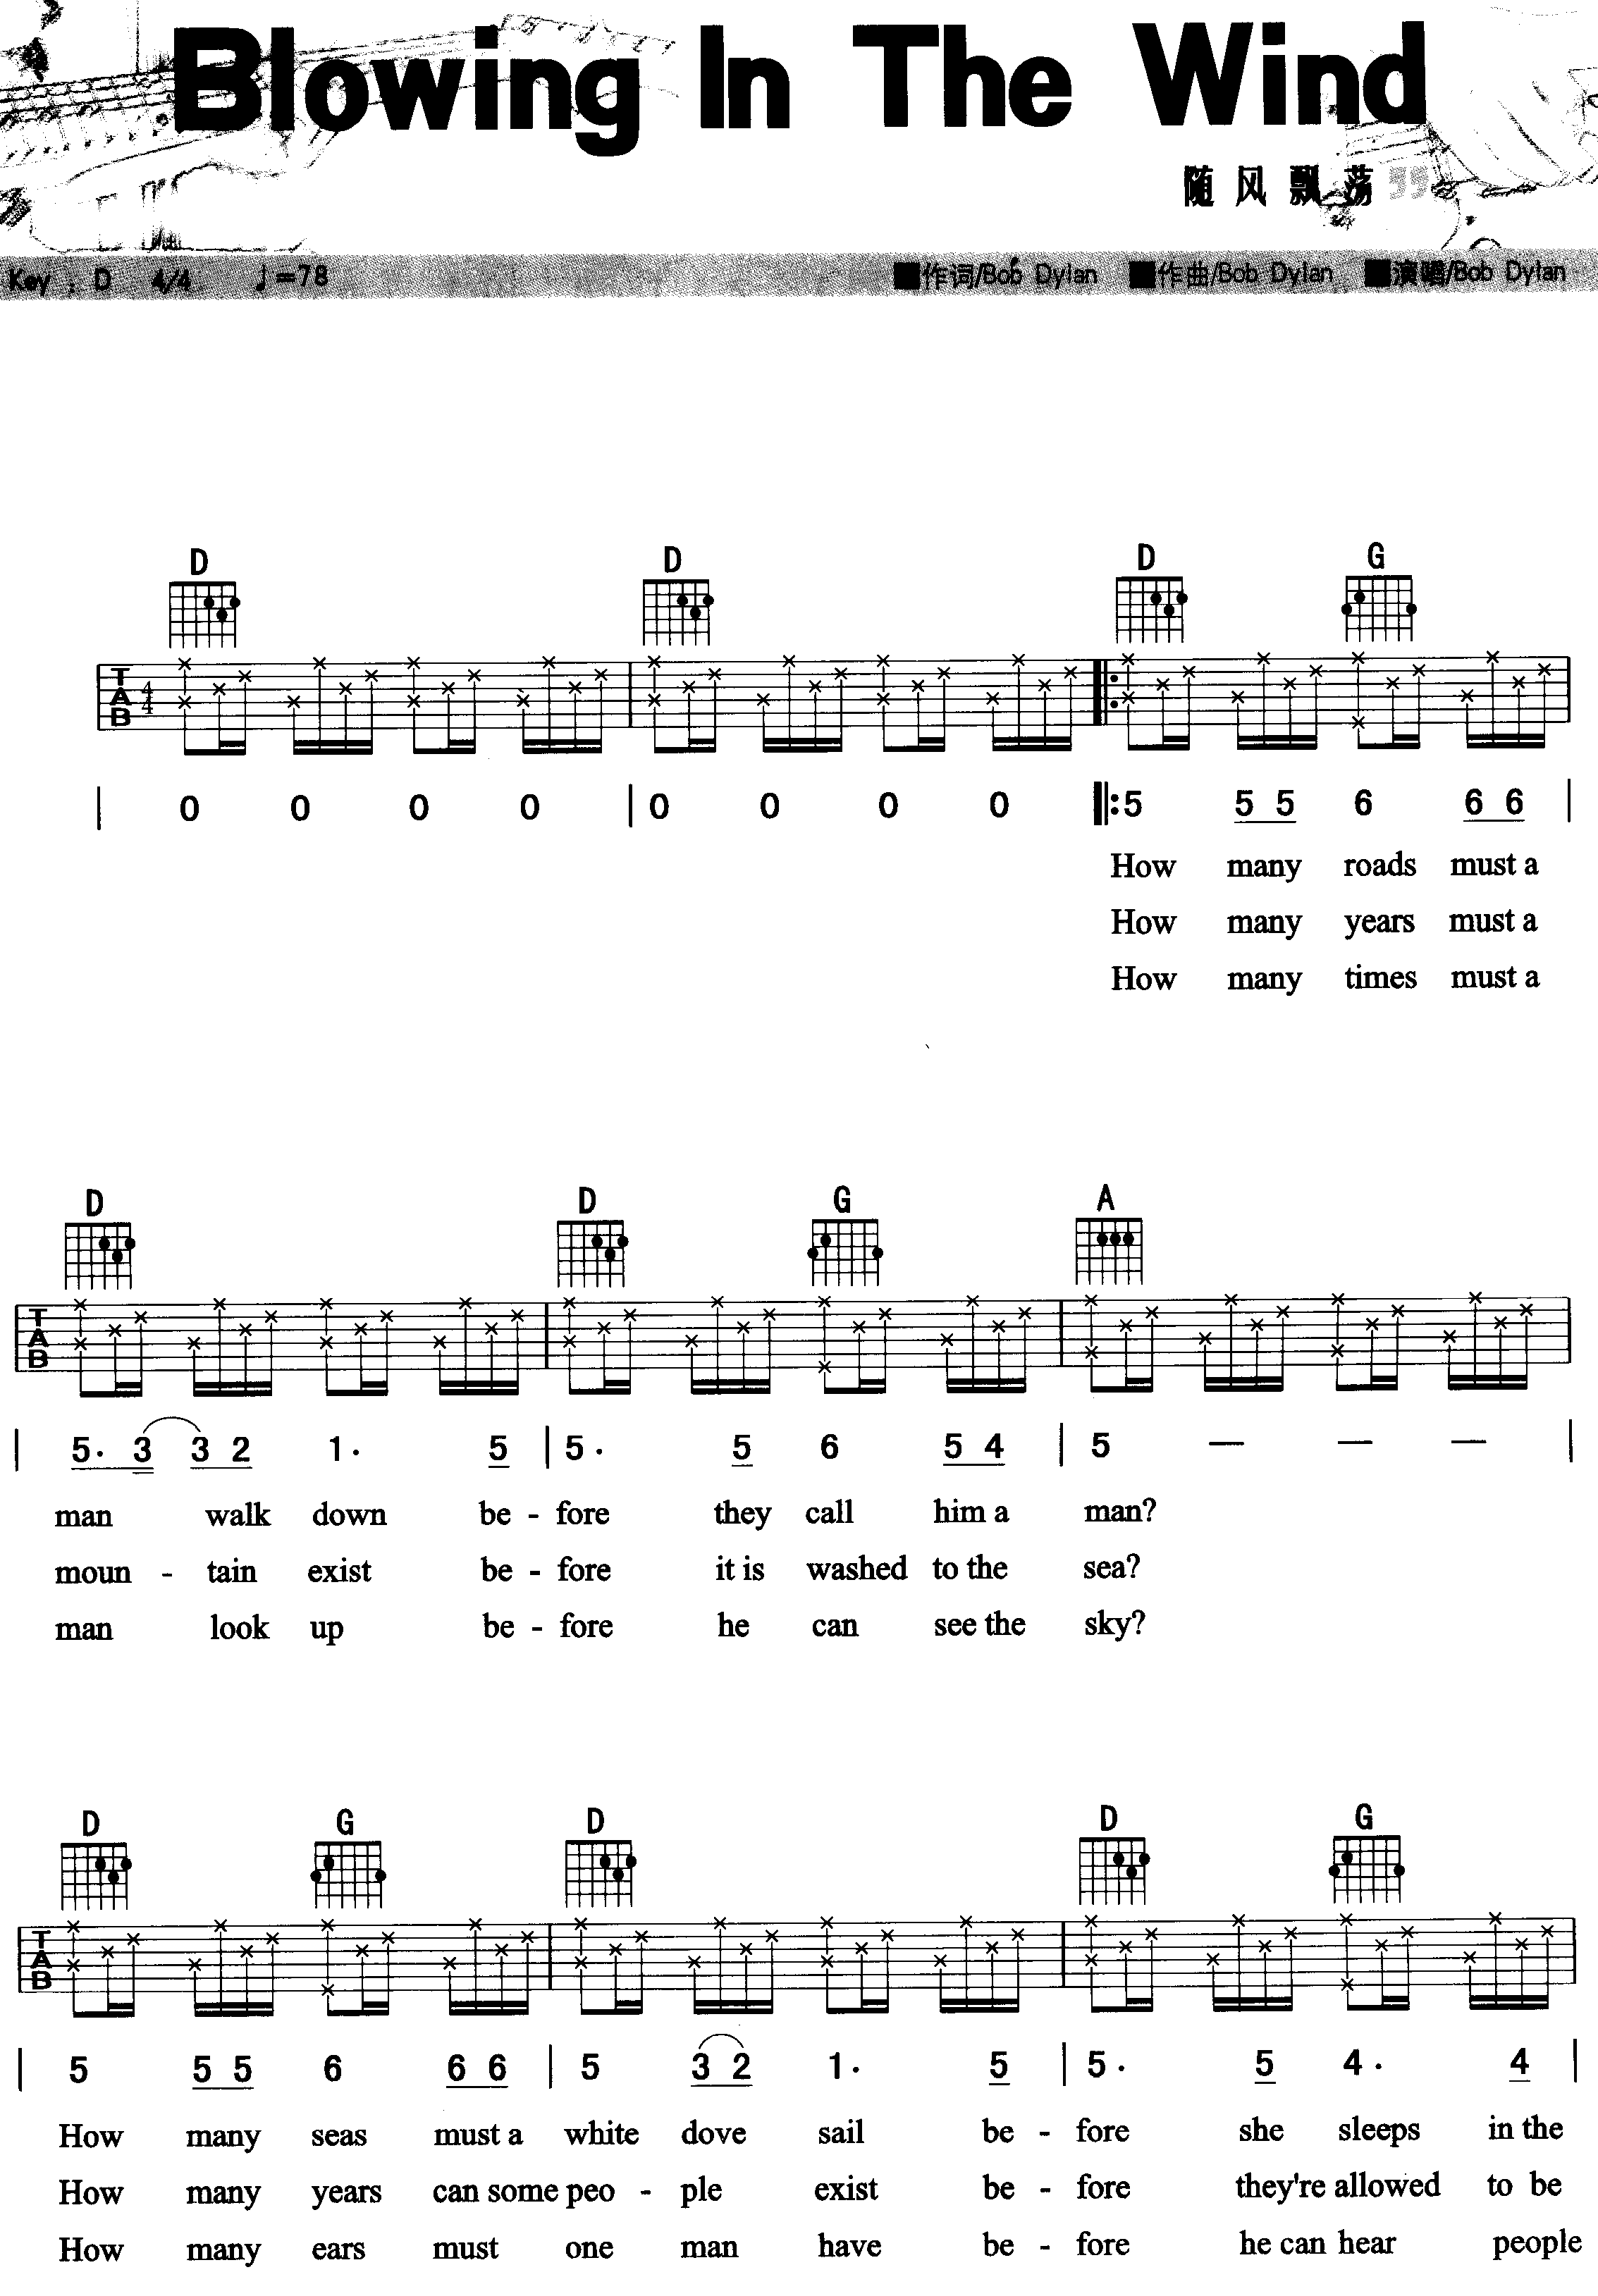 Blowing In The Wind
随风飘荡
Key : D 4/4 ♩=78 ■作词/Bob Dylan ■作曲/Bob Dylan ■演唱/Bob Dylan
D D D G
TAB 4/4
| 0 0 0 0 | 0 0 0 0 ‖: 5 5 5 6 6 6 |
How many roads must a
How many years must a
How many times must a
D D G A
TAB
| 5 · 3 3 2 1 · 5 | 5 · 5 6 5 4 | 5 — — — |
man walk down be - fore they call him a man?
moun - tain exist be - fore it is washed to the sea?
man look up be - fore he can see the sky?
D G D D G
TAB
| 5 5 5 6 6 6 | 5 3 2 1 · 5 | 5 · 5 4 · 4 |
How many seas must a white dove sail be - fore she sleeps in the
How many years can some peo - ple exist be - fore they're allowed to be
How many ears must one man have be - fore he can hear people